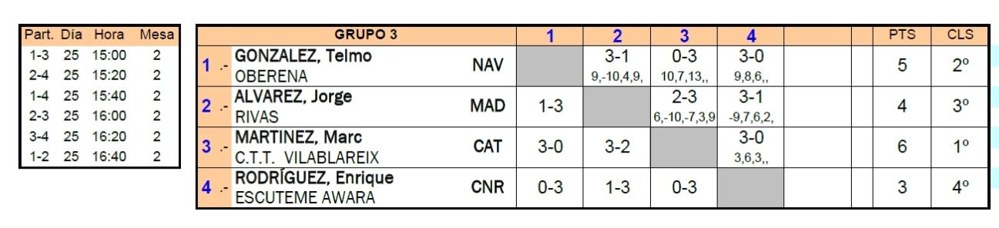 Part. Día Hora Mesa
1-3 25 15:00 2
2-4 25 15:20 2
1-4 25 15:40 2
2-3 25 16:00 2
3-4 25 16:20 2
1-2 25 16:40 2
GRUPO 3 1 2 3 4 PTS CLS
1 .- GONZALEZ, Telmo NAV 3-1 0-3 3-0 5 2º
OBERENA 9,-10,4,9, 10,7,13,, 9,8,6,,
2 .- ALVAREZ, Jorge MAD 1-3 2-3 3-1 4 3º
RIVAS 6,-10,-7,3,9 -9,7,6,2,
3 .- MARTINEZ, Marc CAT 3-0 3-2 3-0 6 1º
C.T.T. VILABLAREIX 3,6,3,,
4 .- RODRÍGUEZ, Enrique CNR 0-3 1-3 0-3 3 4º
ESCUTEME AWARA